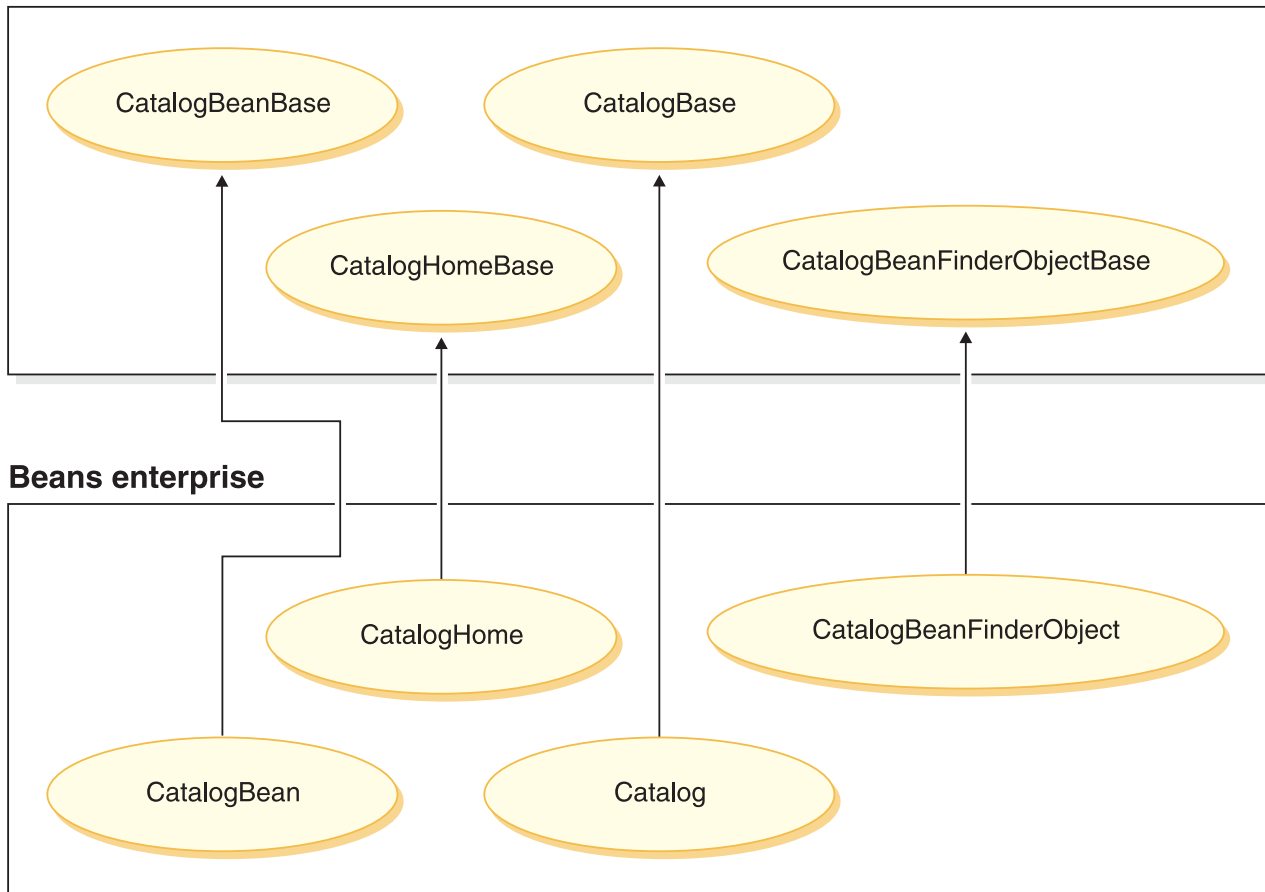 CatalogBeanBase
CatalogBase
CatalogHomeBase
CatalogBeanFinderObjectBase
Beans enterprise
CatalogHome
CatalogBeanFinderObject
CatalogBean
Catalog